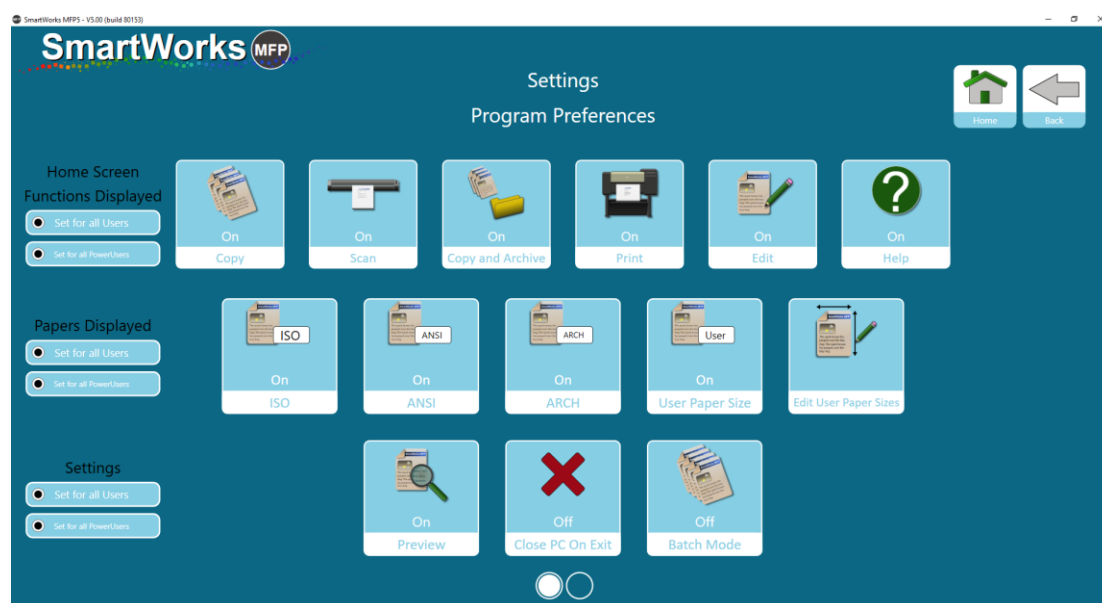 SmartWorks MFP5 - V5.00 (build 80153)
SmartWorks MFP
Settings
Program Preferences
Home
Back
Home Screen
Functions Displayed
Set for all Users
Set for all PowerUsers
On
Copy
On
Scan
On
Copy and Archive
On
Print
On
Edit
?
On
Help
Papers Displayed
Set for all Users
Set for all PowerUsers
ISO
On
ISO
ANSI
On
ANSI
ARCH
On
ARCH
User
On
User Paper Size
Edit User Paper Sizes
Settings
Set for all Users
Set for all PowerUsers
On
Preview
Off
Close PC On Exit
Off
Batch Mode